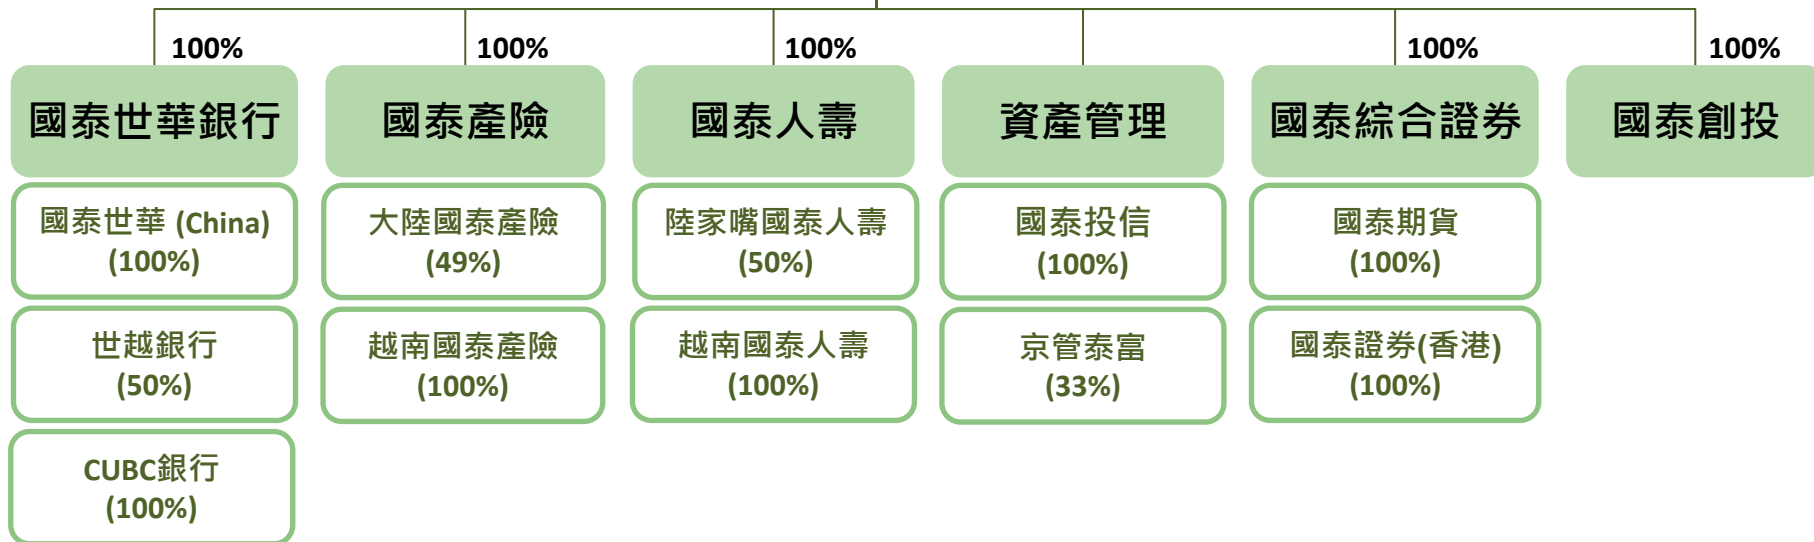 100%
100%
100%
100%
100%
國泰世華銀行
國泰產險
國泰人壽
資產管理
國泰綜合證券
國泰創投
國泰世華 (China)
(100%)
大陸國泰產險
(49%)
陸家嘴國泰人壽
(50%)
國泰投信
(100%)
國泰期貨
(100%)
世越銀行
(50%)
越南國泰產險
(100%)
越南國泰人壽
(100%)
京管泰富
(33%)
國泰證券(香港)
(100%)
CUBC銀行
(100%)